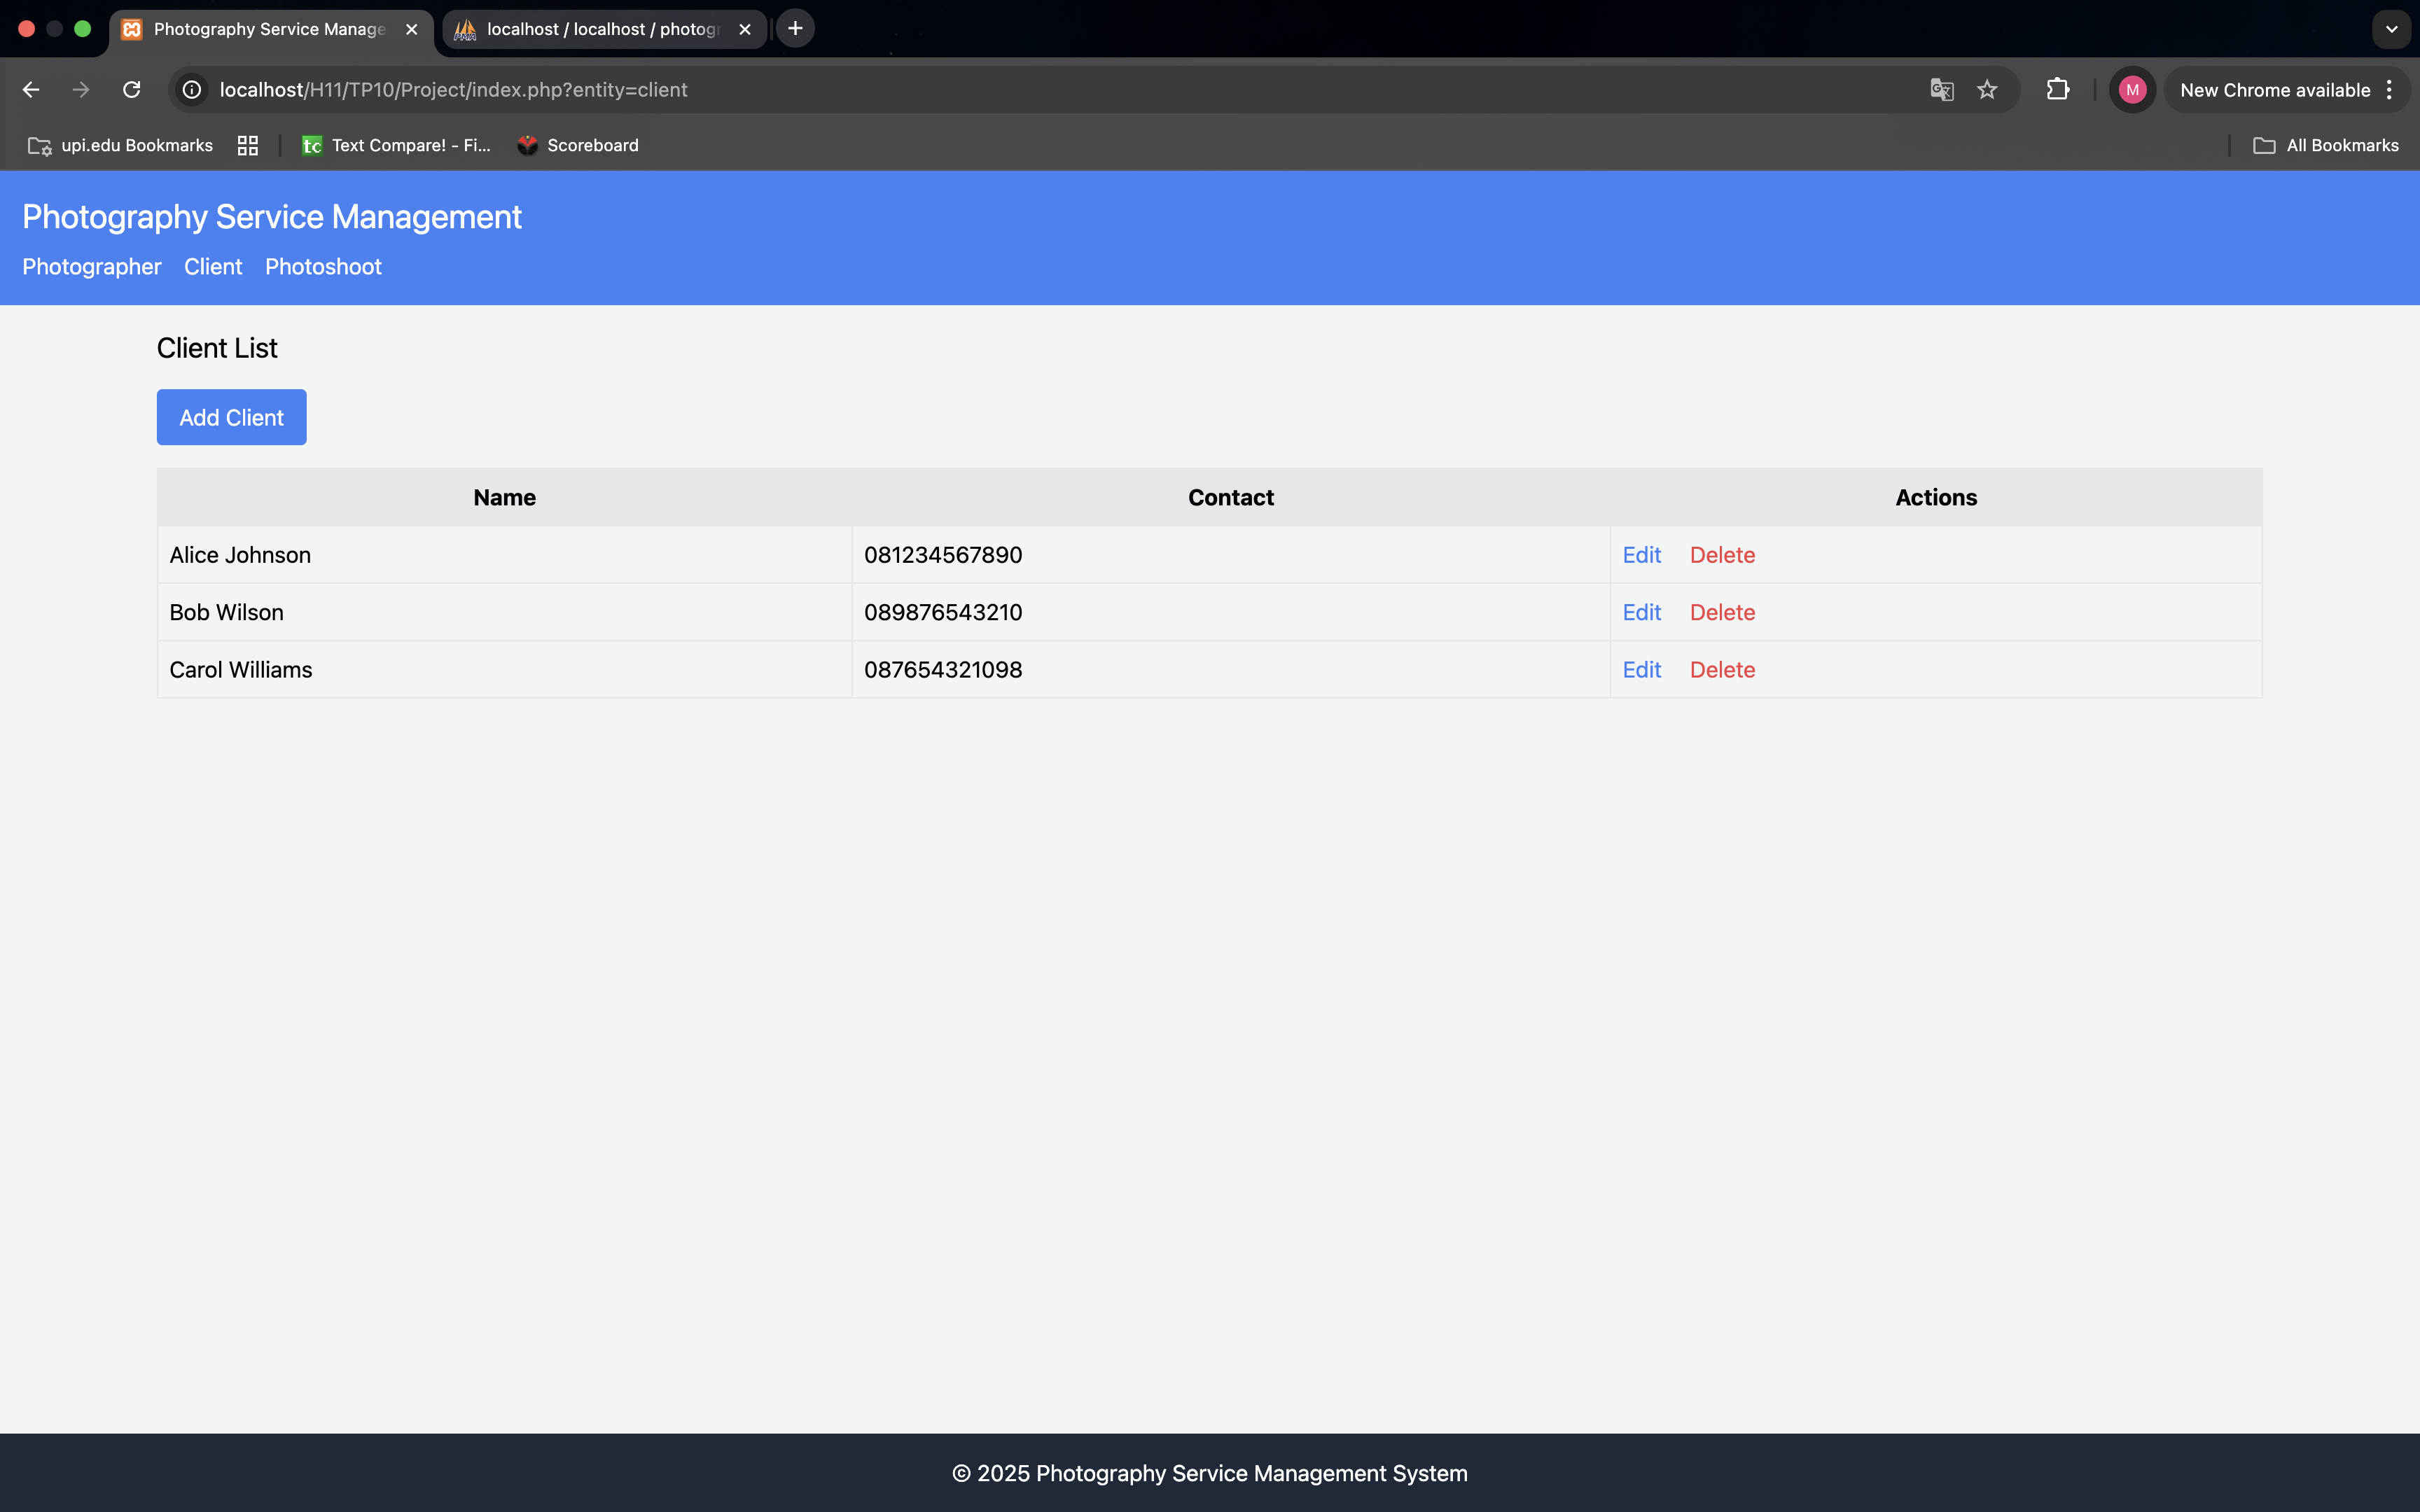 Photography Service Manage
localhost / localhost / photogr
localhost/H11/TP10/Project/index.php?entity=client
M
New Chrome available
upi.edu Bookmarks
tc Text Compare! - Fi...
Scoreboard
All Bookmarks
Photography Service Management
Photographer Client Photoshoot
Client List
Add Client
Name Contact Actions
Alice Johnson 081234567890 Edit Delete
Bob Wilson 089876543210 Edit Delete
Carol Williams 087654321098 Edit Delete
© 2025 Photography Service Management System